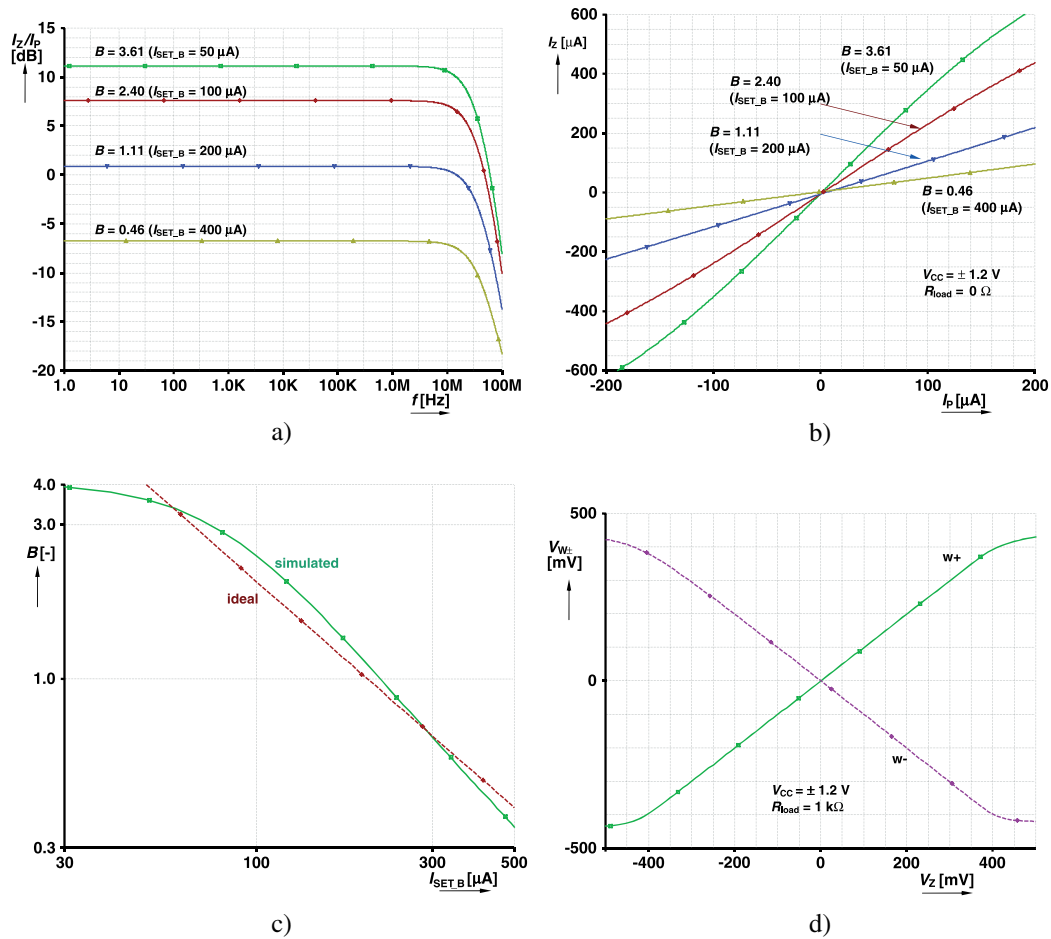 15
10
5
0
-5
-10
-15
-20
I_Z/I_P
[dB]
B = 3.61 (I_SET_B = 50 µA)
B = 2.40 (I_SET_B = 100 µA)
B = 1.11 (I_SET_B = 200 µA)
B = 0.46 (I_SET_B = 400 µA)
1.0 10 100 1.0K 10K 100K 1.0M 10M 100M
f [Hz]
a)
600
400
200
0
-200
-400
-600
I_Z [µA]
B = 3.61
(I_SET_B = 50 µA)
B = 2.40
(I_SET_B = 100 µA)
B = 1.11
(I_SET_B = 200 µA)
B = 0.46
(I_SET_B = 400 µA)
V_CC = ± 1.2 V
R_load = 0 Ω
-200 -100 0 100 200
I_P [µA]
b)
4.0
3.0
1.0
0.3
B [-]
simulated
ideal
30 100 300 500
I_SET_B [µA]
c)
500
0
-500
V_W±
[mV]
w+
w-
V_CC = ± 1.2 V
R_load = 1 kΩ
-400 -200 0 200 400
V_Z [mV]
d)